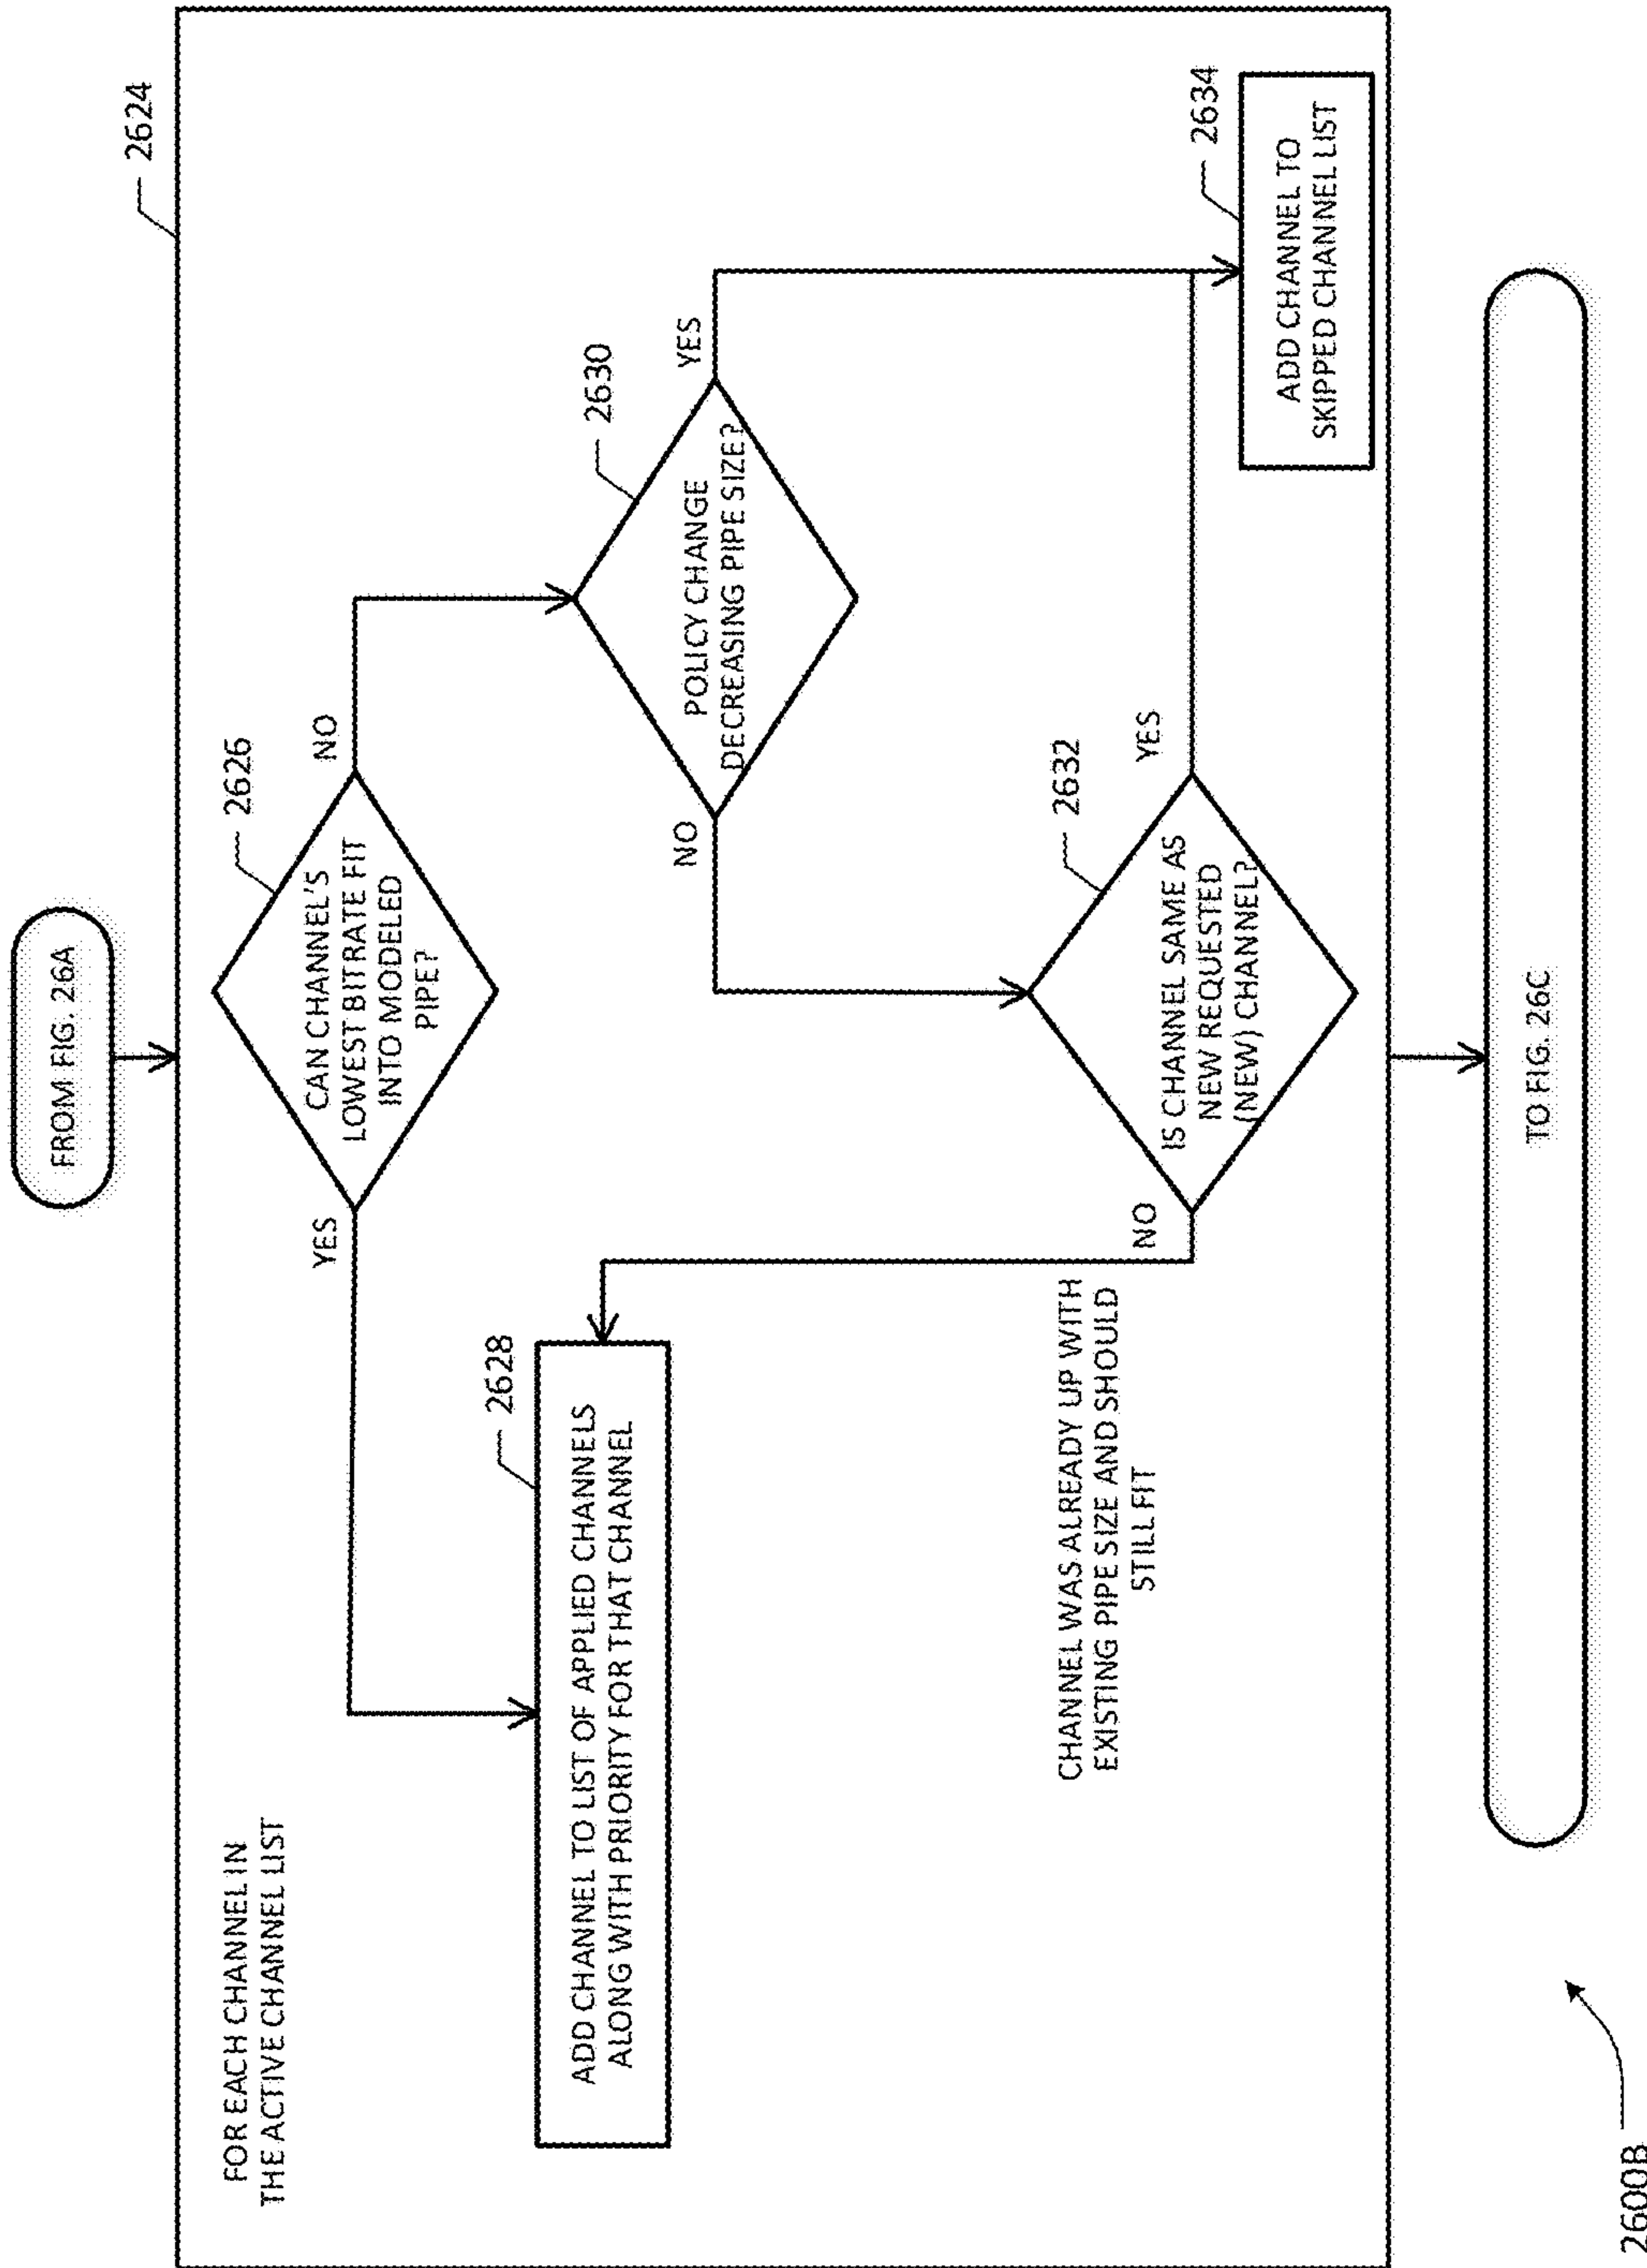 FROM FIG. 26A
2624
FOR EACH CHANNEL IN
THE ACTIVE CHANNEL LIST
2626
CAN CHANNEL'S
LOWEST BITRATE FIT
INTO MODELED
PIPE?
YES
NO
2628
ADD CHANNEL TO LIST OF APPLIED CHANNELS
ALONG WITH PRIORITY FOR THAT CHANNEL
2630
POLICY CHANGE
DECREASING PIPE SIZE?
NO
YES
2632
IS CHANNEL SAME AS
NEW REQUESTED
(NEW) CHANNEL?
NO
YES
CHANNEL WAS ALREADY UP WITH
EXISTING PIPE SIZE AND SHOULD
STILL FIT
2634
ADD CHANNEL TO
SKIPPED CHANNEL LIST
TO FIG. 26C
2600B